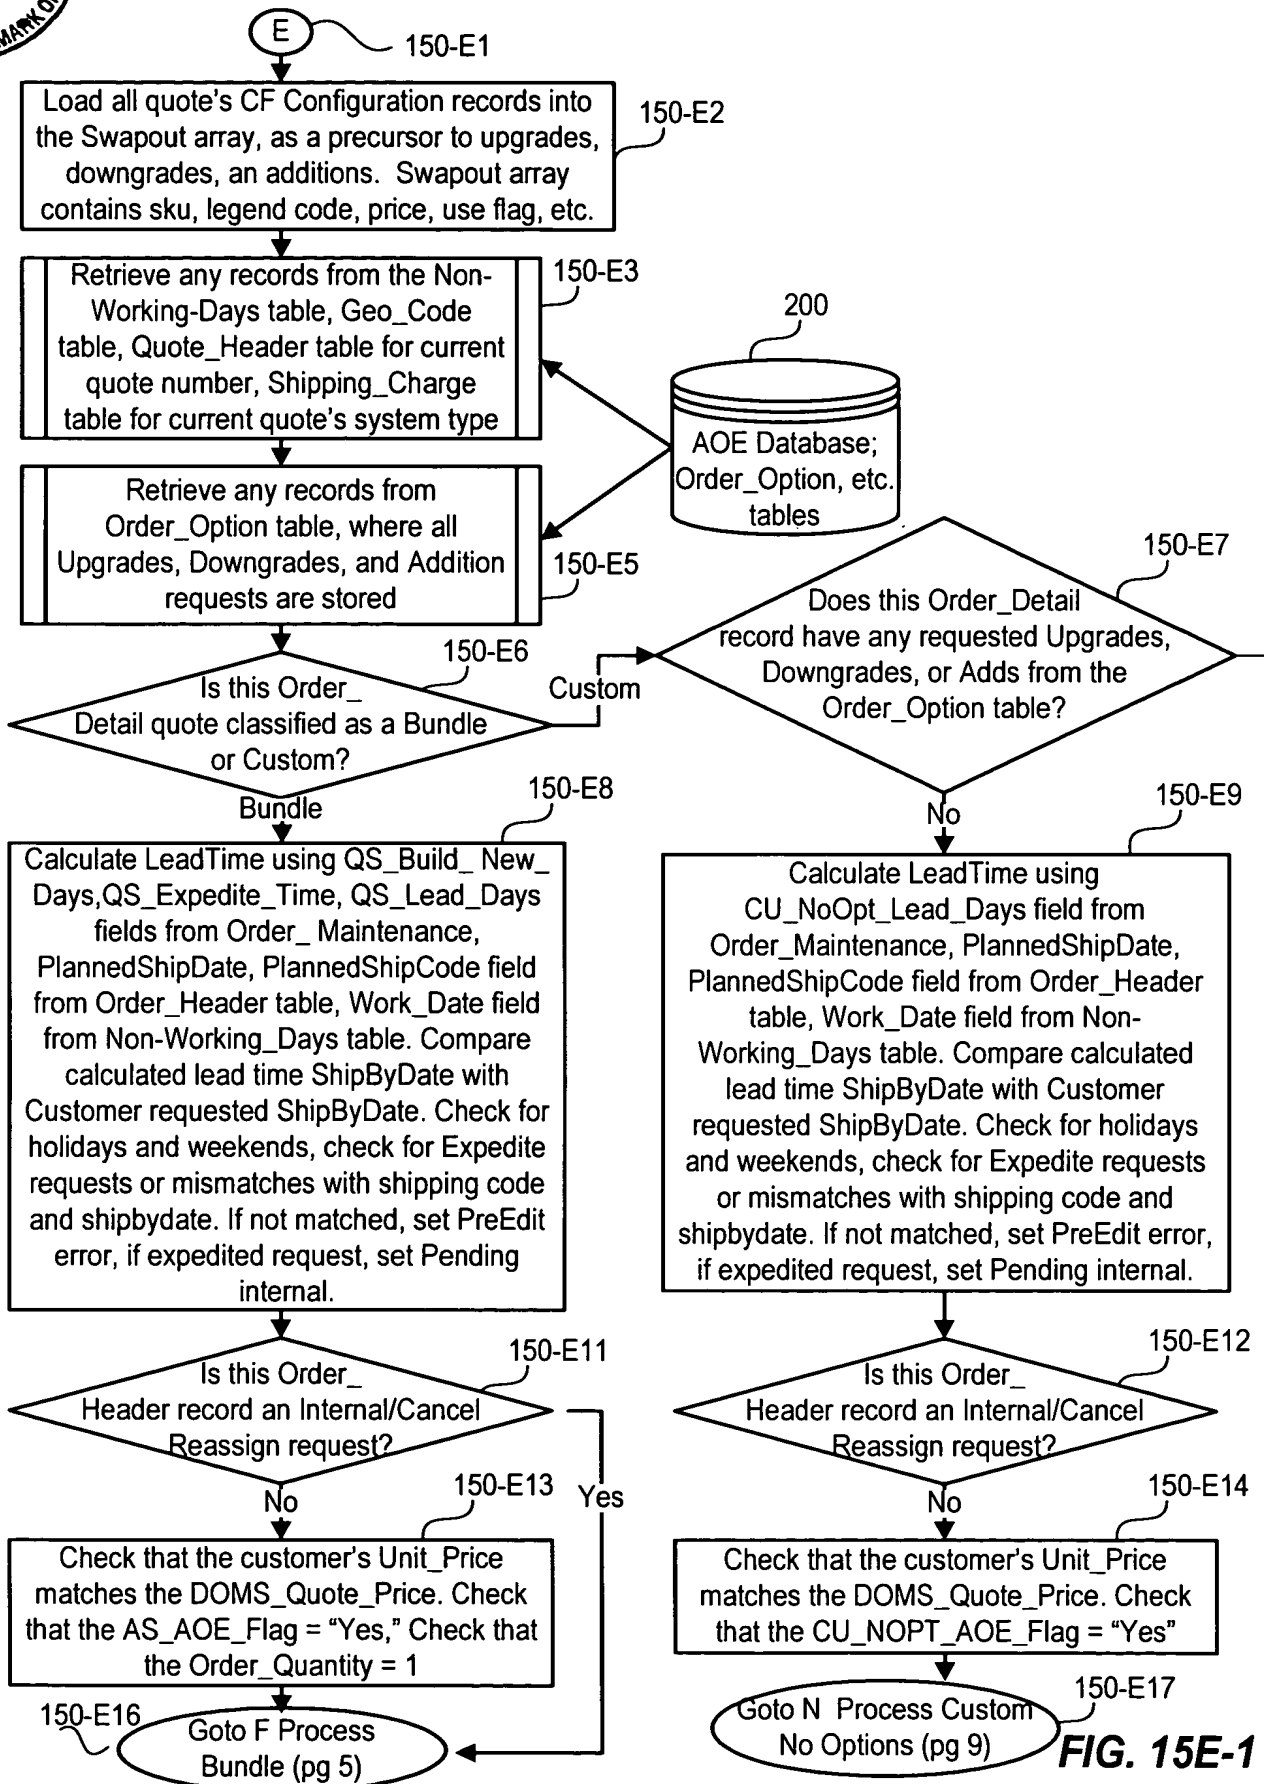 MARK
E
150-E1
Load all quote's CF Configuration records into
the Swapout array, as a precursor to upgrades,
downgrades, an additions. Swapout array
contains sku, legend code, price, use flag, etc.
150-E2
Retrieve any records from the Non-
Working-Days table, Geo_Code
table, Quote_Header table for current
quote number, Shipping_Charge
table for current quote's system type
150-E3
200
AOE Database;
Order_Option, etc.
tables
Retrieve any records from
Order_Option table, where all
Upgrades, Downgrades, and Addition
requests are stored
150-E5
150-E6
Is this Order_
Detail quote classified as a Bundle
or Custom?
Custom
150-E7
Does this Order_Detail
record have any requested Upgrades,
Downgrades, or Adds from the
Order_Option table?
Bundle
150-E8
Calculate LeadTime using QS_Build_ New_
Days,QS_Expedite_Time, QS_Lead_Days
fields from Order_ Maintenance,
PlannedShipDate, PlannedShipCode field
from Order_Header table, Work_Date field
from Non-Working_Days table. Compare
calculated lead time ShipByDate with
Customer requested ShipByDate. Check for
holidays and weekends, check for Expedite
requests or mismatches with shipping code
and shipbydate. If not matched, set PreEdit
error, if expedited request, set Pending
internal.
No
150-E9
Calculate LeadTime using
CU_NoOpt_Lead_Days field from
Order_Maintenance, PlannedShipDate,
PlannedShipCode field from Order_Header
table, Work_Date field from Non-
Working_Days table. Compare calculated
lead time ShipByDate with Customer
requested ShipByDate. Check for holidays
and weekends, check for Expedite requests
or mismatches with shipping code and
shipbydate. If not matched, set PreEdit error,
if expedited request, set Pending internal.
150-E11
Is this Order_
Header record an Internal/Cancel
Reassign request?
150-E12
Is this Order_
Header record an Internal/Cancel
Reassign request?
No
150-E13
Yes
Check that the customer's Unit_Price
matches the DOMS_Quote_Price. Check
that the AS_AOE_Flag = “Yes,” Check that
the Order_Quantity = 1
No
150-E14
Check that the customer's Unit_Price
matches the DOMS_Quote_Price. Check
that the CU_NOPT_AOE_Flag = “Yes”
150-E16
Goto F Process
Bundle (pg 5)
150-E17
Goto N Process Custom
No Options (pg 9)
FIG. 15E-1